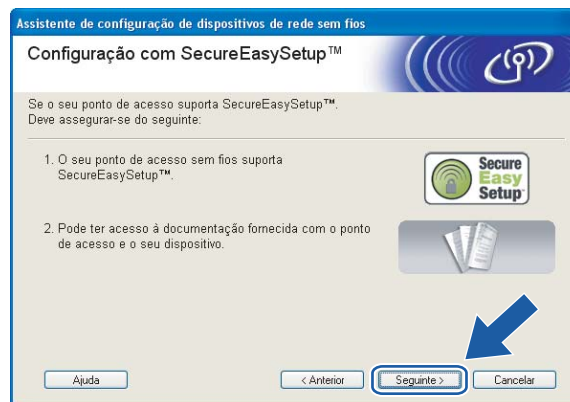 Assistente de configuração de dispositivos de rede sem fios
Configuração com SecureEasySetup™
Se o seu ponto de acesso suporta SecureEasySetup™.
Deve assegurar-se do seguinte:
1. O seu ponto de acesso sem fios suporta
SecureEasySetup™.
Secure
Easy
Setup™
2. Pode ter acesso à documentação fornecida com o ponto
de acesso e o seu dispositivo.
Ajuda
< Anterior
Seguinte >
Cancelar